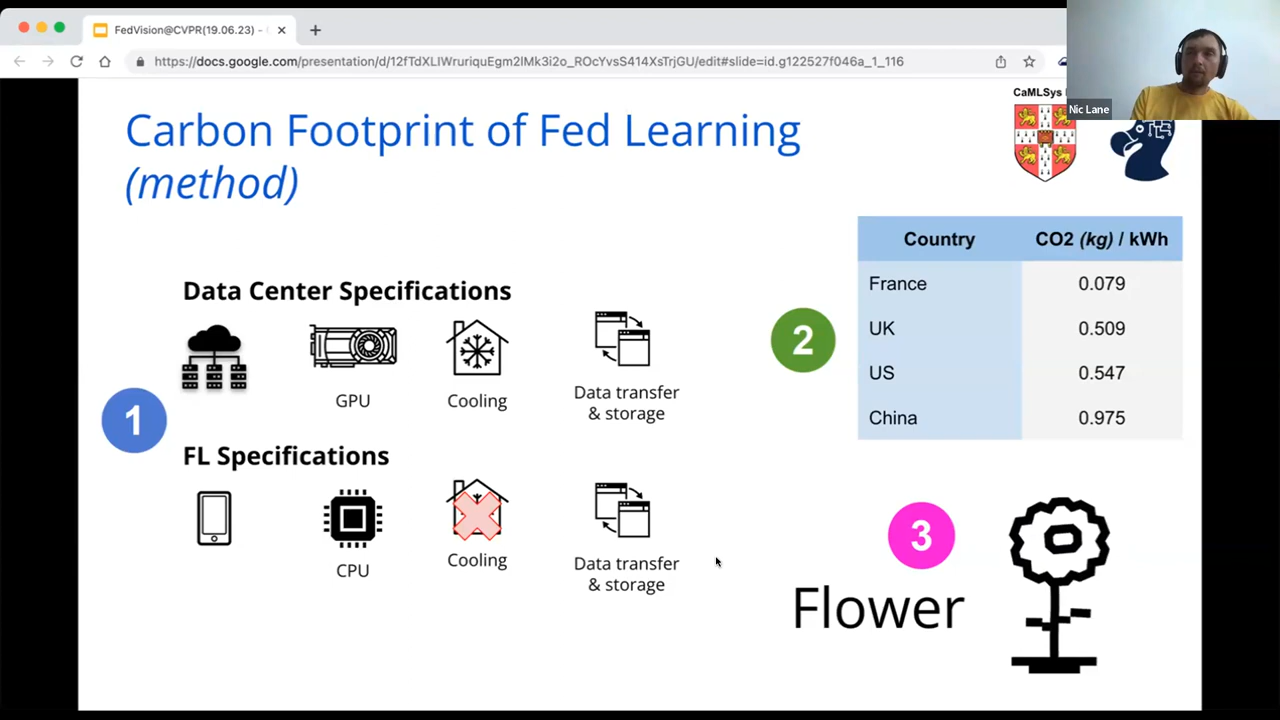 FedVision@CVPR(19.06.23) -
https://docs.google.com/presentation/d/12fTdXLIWruriquEgm2lMk3i2o_ROcYvsS414XsTrjGU/edit#slide=id.g122527f046a_1_116
Nic Lane
CaMLSys
Carbon Footprint of Fed Learning
(method)
Data Center Specifications
GPU
Cooling
Data transfer
& storage
1
FL Specifications
CPU
Cooling
Data transfer
& storage
2
Country CO2 (kg) / kWh
France 0.079
UK 0.509
US 0.547
China 0.975
3
Flower